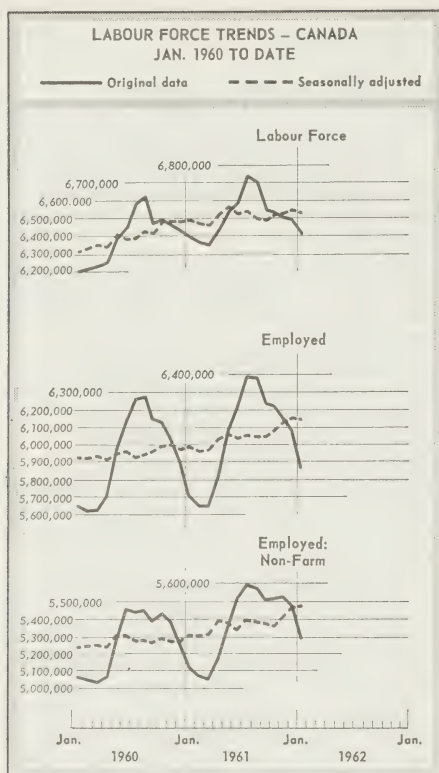 LABOUR FORCE TRENDS – CANADA
JAN. 1960 TO DATE
Original data Seasonally adjusted
Labour Force
6,800,000
6,700,000
6,600.000
6,500,000
6,400,000
6,300,000
6,200,000
Employed
6,400,000
6,300,000
6,200,000
6,100,000
6,000,000
5,900,000
5,800,000
5,700,000
5,600,000
Employed:
Non-Farm
5,600,000
5,500,000
5,400,000
5,300,000
5,200,000
5,100,000
5,000,000
Jan. Jan. Jan. Jan.
1960 1961 1962